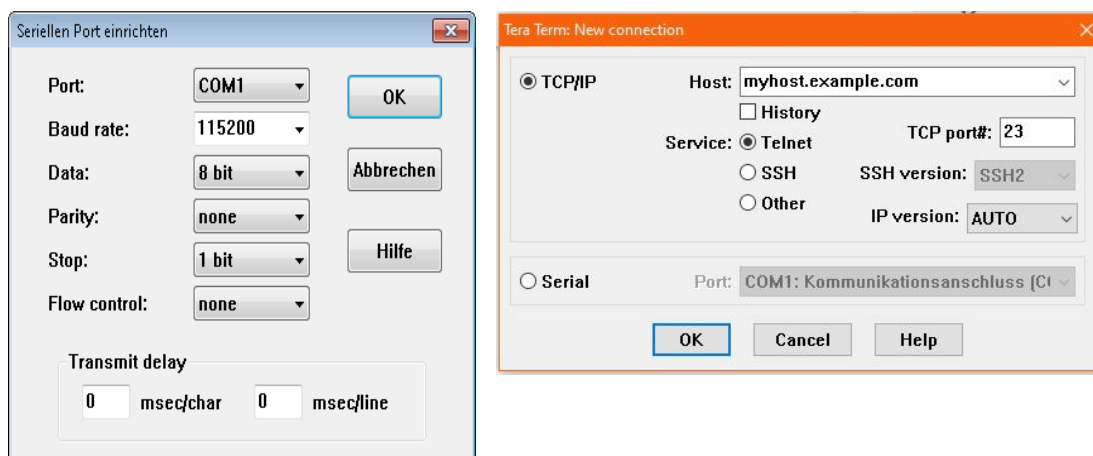 Seriellen Port einrichten
Port: COM1
OK
Baud rate: 115200
Data: 8 bit
Abbrechen
Parity: none
Stop: 1 bit
Hilfe
Flow control: none
Transmit delay
0 msec/char 0 msec/line
Tera Term: New connection
TCP/IP Host: myhost.example.com
History
Service: Telnet TCP port#: 23
SSH SSH version: SSH2
Other IP version: AUTO
Serial Port: COM1: Kommunikationsanschluss (C
OK Cancel Help